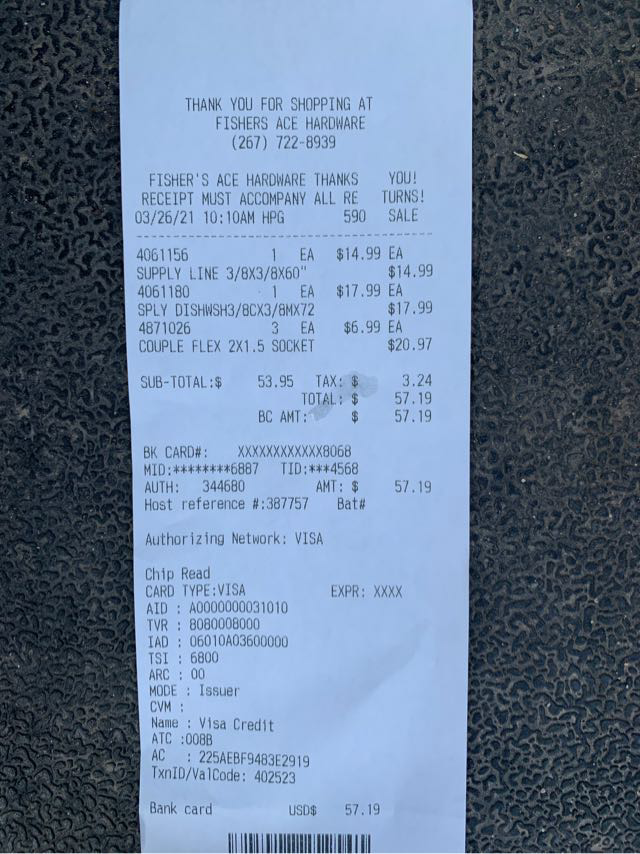 THANK YOU FOR SHOPPING AT
FISHERS ACE HARDWARE
(267) 722-8939
FISHER'S ACE HARDWARE THANKS YOU!
RECEIPT MUST ACCOMPANY ALL RE TURNS!
03/26/21 10:10AM HPG 590 SALE
4061156 1 EA $14.99 EA
SUPPLY LINE 3/8X3/8X60" $14.99
4061180 1 EA $17.99 EA
SPLY DISHWSH3/8CX3/8MX72 $17.99
4871026 3 EA $6.99 EA
COUPLE FLEX 2X1.5 SOCKET $20.97
SUB-TOTAL:$ 53.95 TAX: $ 3.24
TOTAL: $ 57.19
BC AMT: $ 57.19
BK CARD#: XXXXXXXXXXXX8068
MID:********6887 TID:***4568
AUTH: 344680 AMT: $ 57.19
Host reference #:387757 Bat#
Authorizing Network: VISA
Chip Read
CARD TYPE:VISA EXPR: XXXX
AID : A0000000031010
TVR : 8080008000
IAD : 06010A03600000
TSI : 6800
ARC : 00
MODE : Issuer
CVM :
Name : Visa Credit
ATC :008B
AC : 225AEBF9483E2919
TxnID/ValCode: 402523
Bank card USD$ 57.19